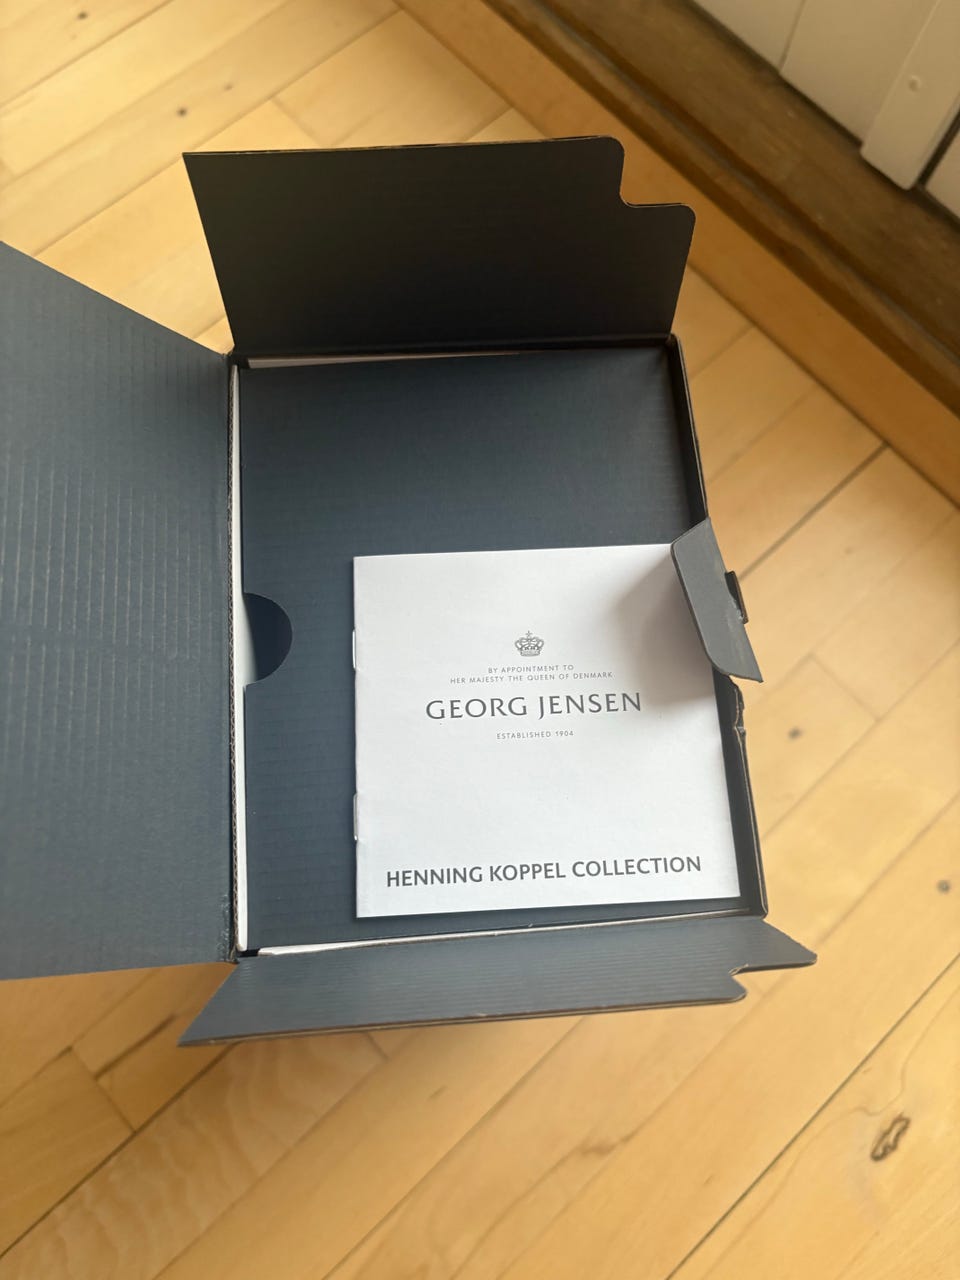 BY APPOINTMENT TO
HER MAJESTY THE QUEEN OF DENMARK
GEORG JENSEN
ESTABLISHED 1904
HENNING KOPPEL COLLECTION